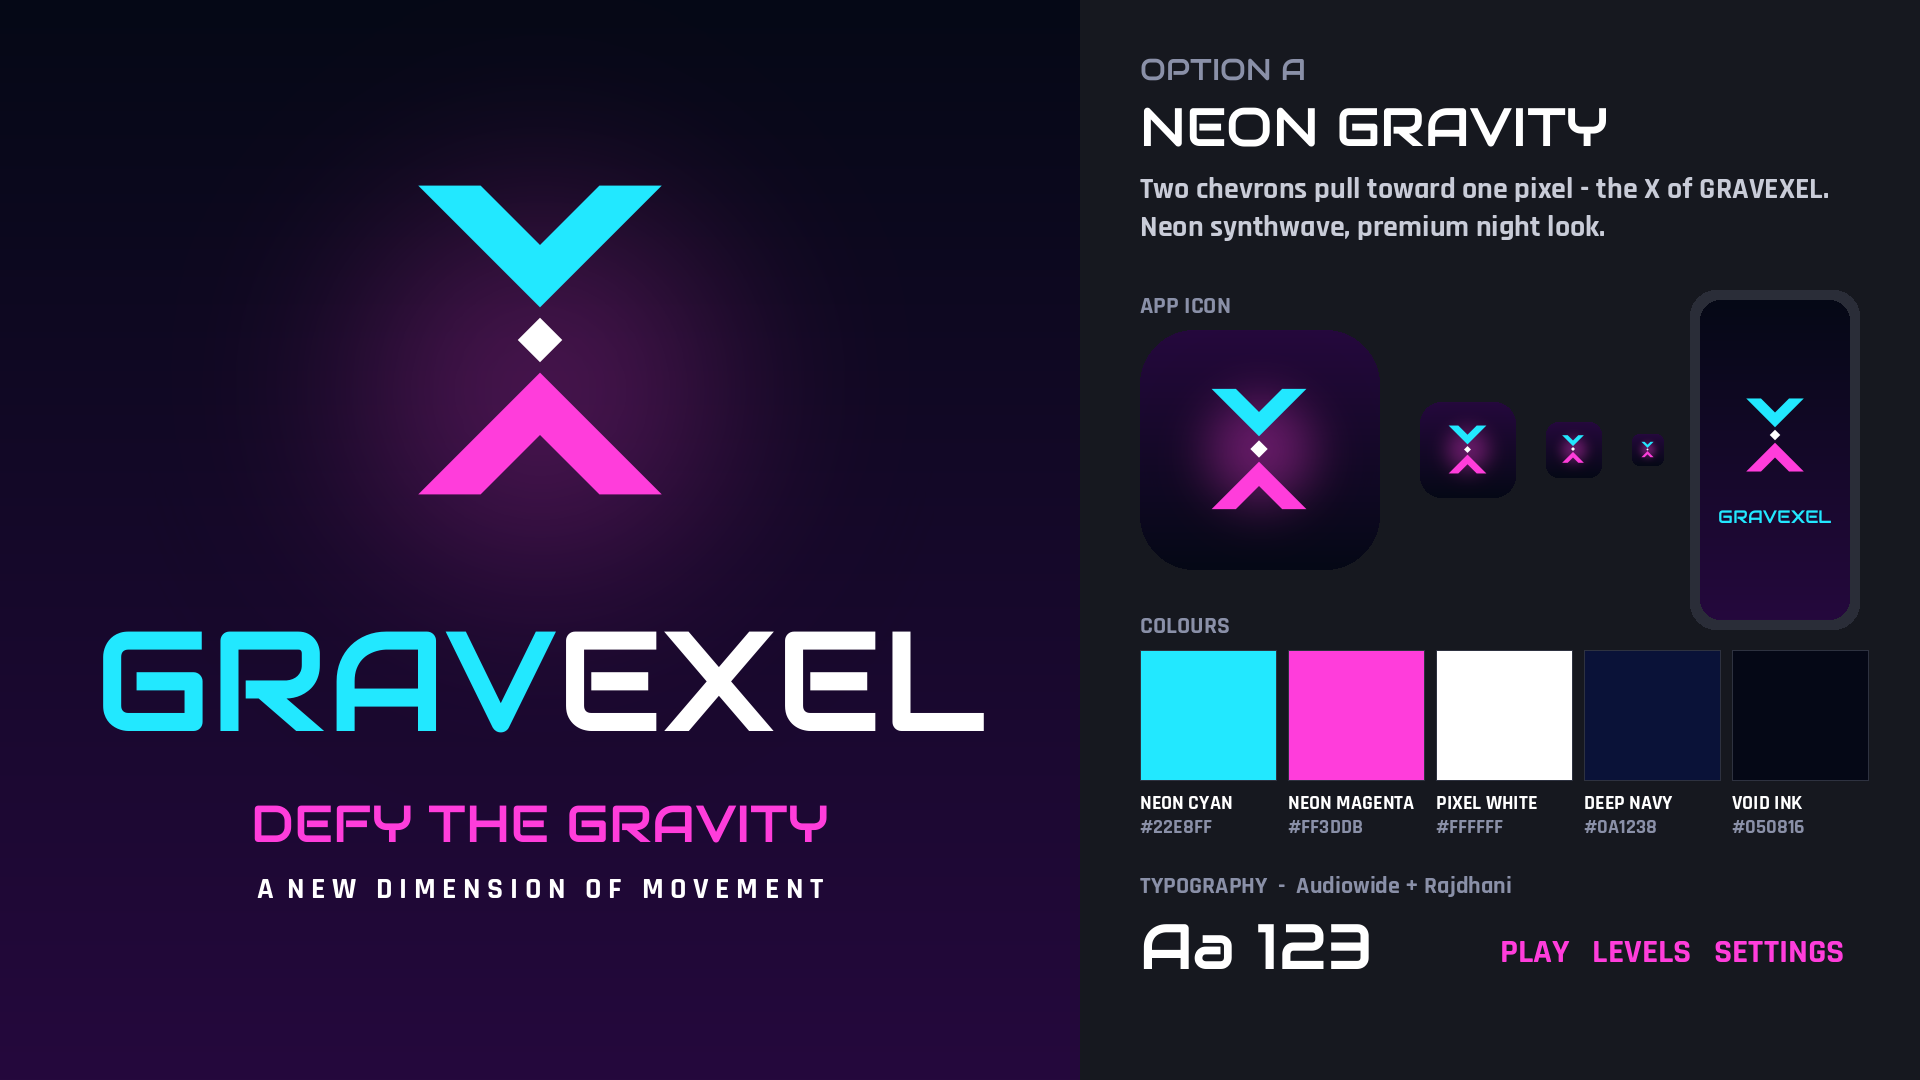 GRAVEXEL
DEFY THE GRAVITY
A NEW DIMENSION OF MOVEMENT
OPTION A
NEON GRAVITY
Two chevrons pull toward one pixel - the X of GRAVEXEL.
Neon synthwave, premium night look.
APP ICON
GRAVEXEL
COLOURS
NEON CYAN
#22E8FF
NEON MAGENTA
#FF3DDB
PIXEL WHITE
#FFFFFF
DEEP NAVY
#0A1238
VOID INK
#050816
TYPOGRAPHY - Audiowide + Rajdhani
Aa 123
PLAY LEVELS SETTINGS